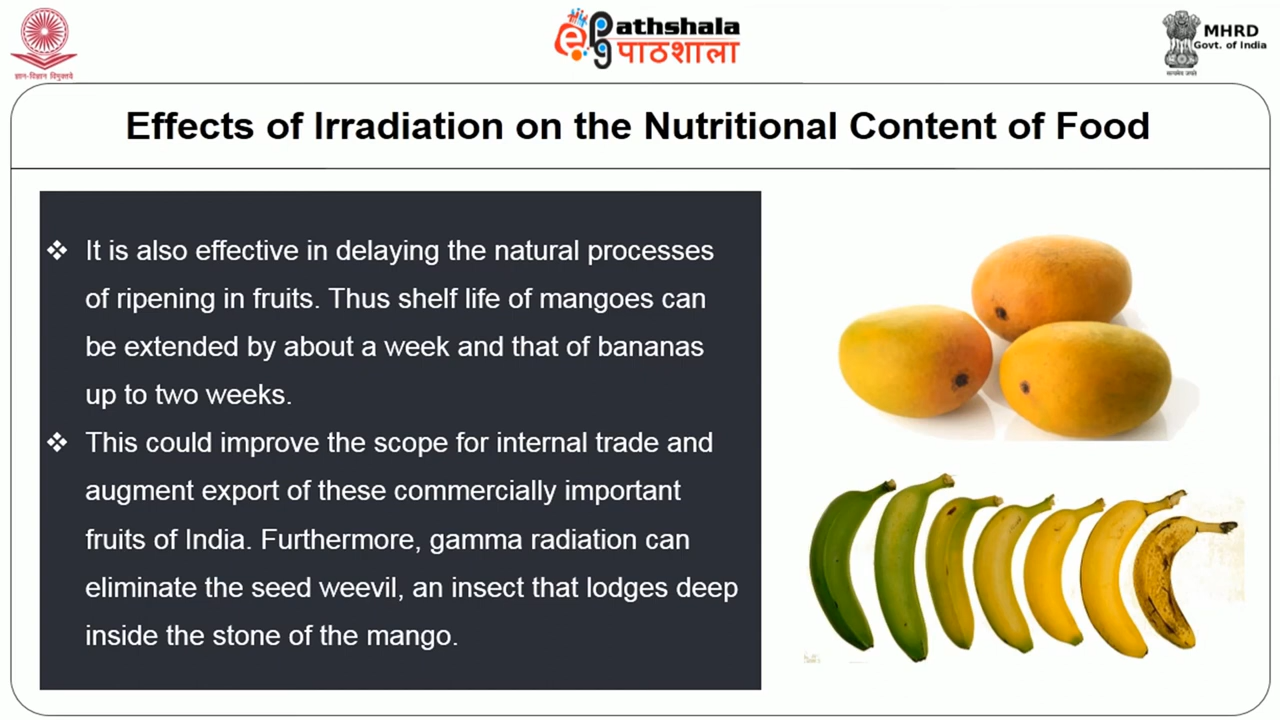 ज्ञान-विज्ञान विमुक्तये
ePathshala
पाठशाला
MHRD
Govt. of India
सत्यमेव जयते
Effects of Irradiation on the Nutritional Content of Food
❖ It is also effective in delaying the natural processes
of ripening in fruits. Thus shelf life of mangoes can
be extended by about a week and that of bananas
up to two weeks.
❖ This could improve the scope for internal trade and
augment export of these commercially important
fruits of India. Furthermore, gamma radiation can
eliminate the seed weevil, an insect that lodges deep
inside the stone of the mango.